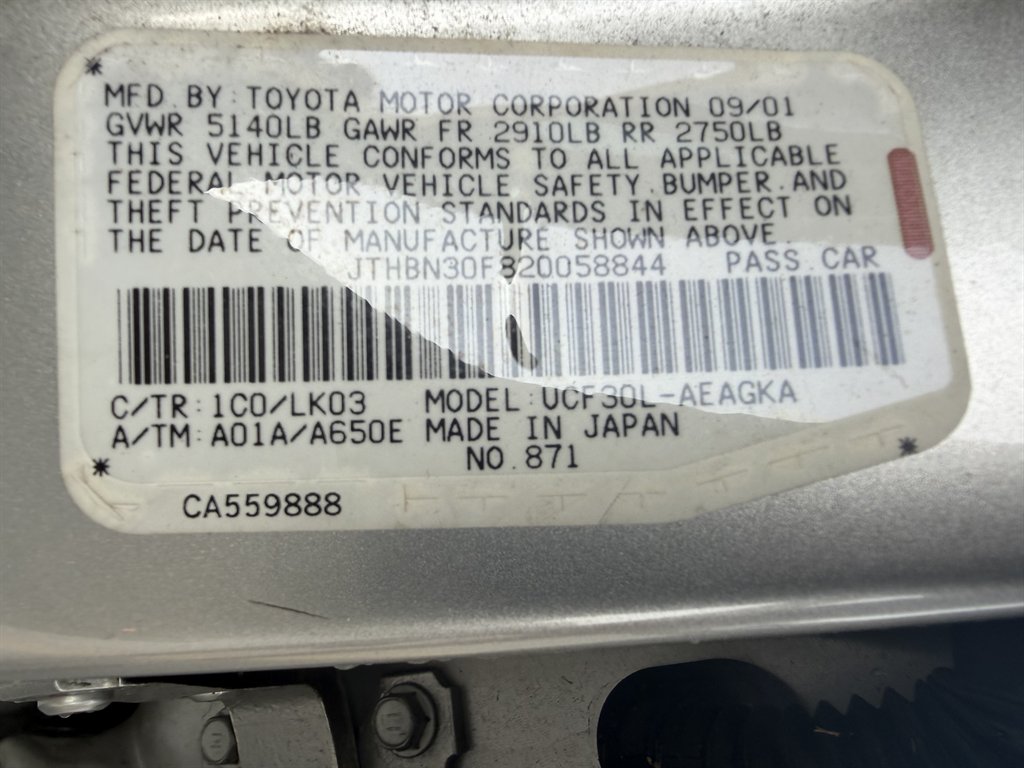 MFD. BY: TOYOTA MOTOR CORPORATION 09/01
GVWR 5140LB GAWR FR 2910LB RR 2750LB
THIS VEHICLE CONFORMS TO ALL APPLICABLE
FEDERAL MOTOR VEHICLE SAFETY. BUMPER. AND
THEFT PREVENTION STANDARDS IN EFFECT ON
THE DATE OF MANUFACTURE SHOWN ABOVE.
JTHBN30F820058844 PASS. CAR
C/TR: 1C0/LK03 MODEL: UCF30L-AEAGKA
A/TM: A01A/A650E MADE IN JAPAN
NO. 871
CA559888